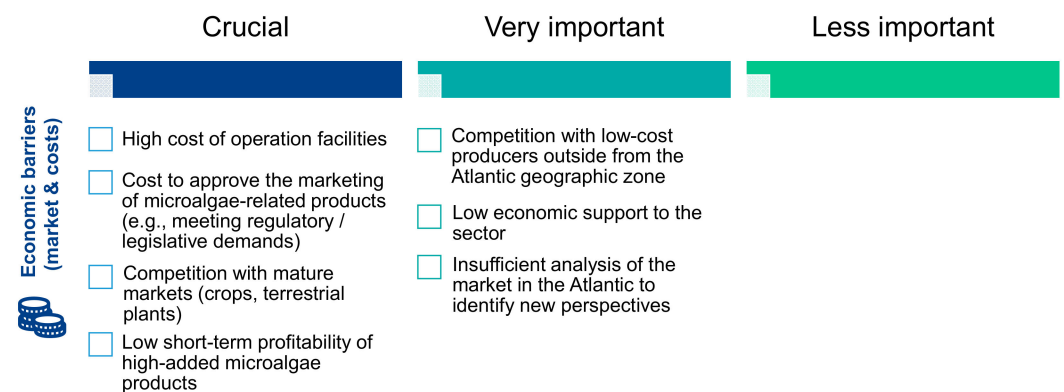 Crucial
Very important
Less important
Economic barriers
(market & costs)
High cost of operation facilities
Cost to approve the marketing
of microalgae-related products
(e.g., meeting regulatory /
legislative demands)
Competition with mature
markets (crops, terrestrial
plants)
Low short-term profitability of
high-added microalgae
products
Competition with low-cost
producers outside from the
Atlantic geographic zone
Low economic support to the
sector
Insufficient analysis of the
market in the Atlantic to
identify new perspectives